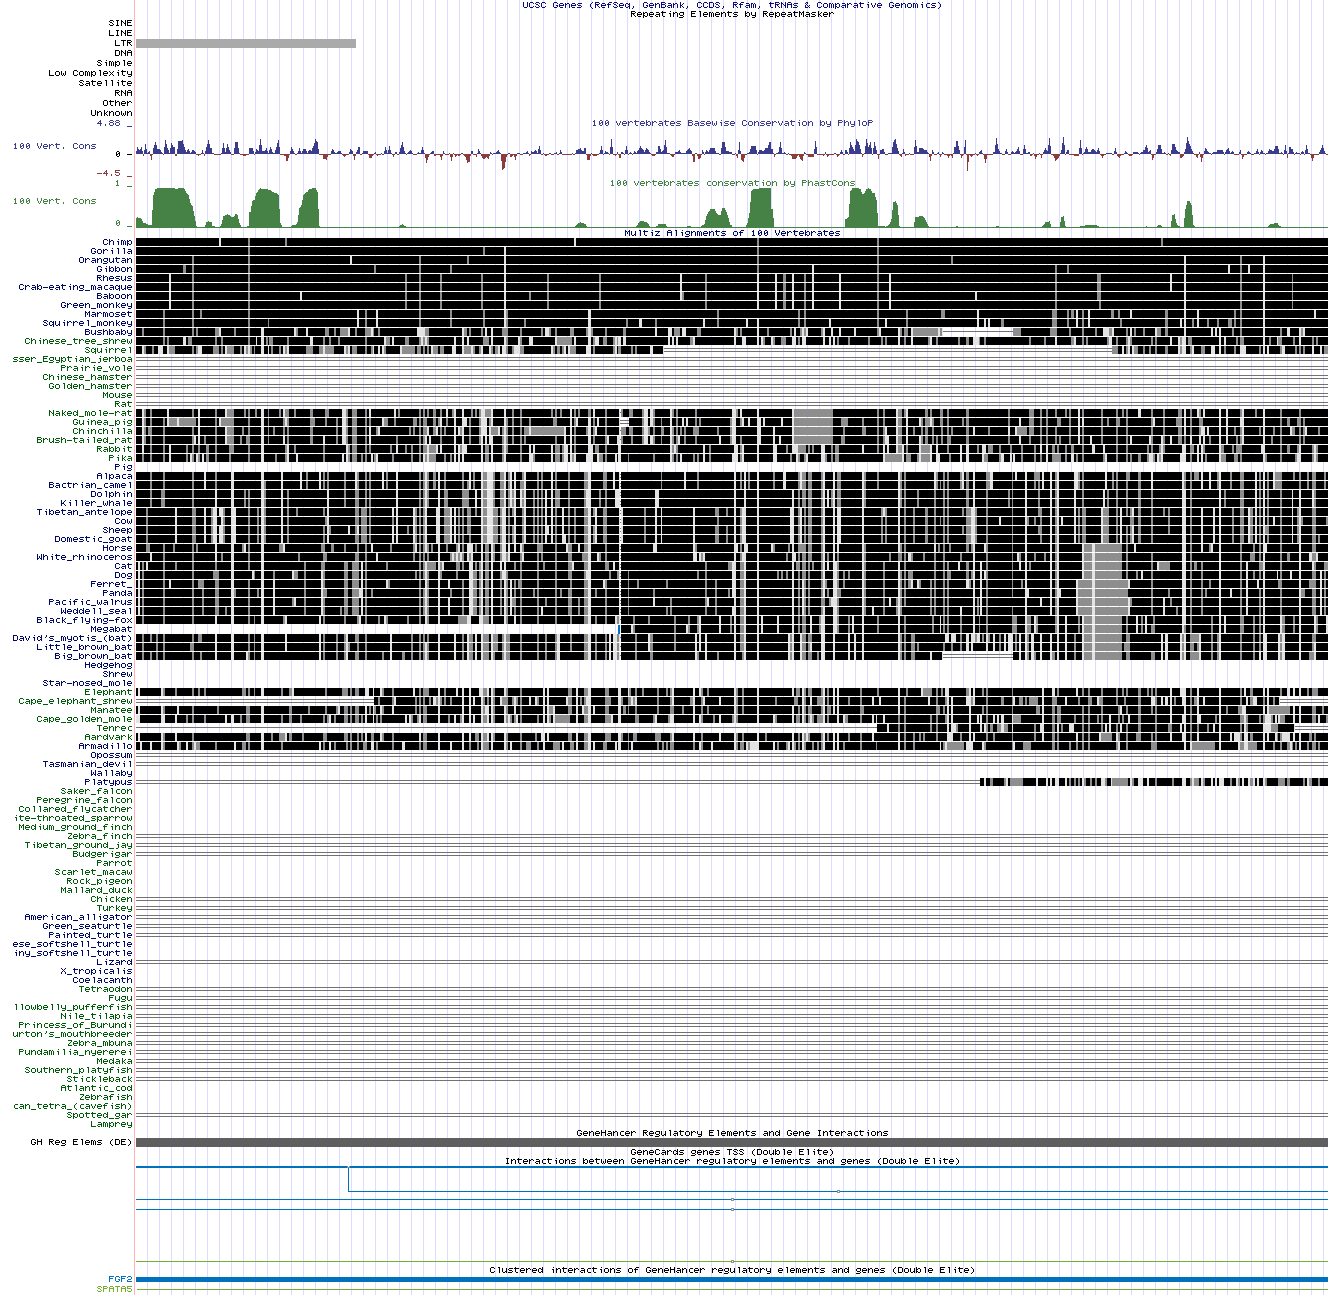 UCSC Genes (RefSeq, GenBank, CCDS, Rfam, tRNAs & Comparative Genomics)
Repeating Elements by RepeatMasker
SINE
LINE
LTR
DNA
Simple
Low Complexity
Satellite
RNA
Other
Unknown
4.88 _
100 vertebrates Basewise Conservation by PhyloP
100 Vert. Cons
0 _
-4.5 _
100 vertebrates conservation by PhastCons
1 _
100 Vert. Cons
0 _
Multiz Alignments of 100 Vertebrates
Chimp
Gorilla
Orangutan
Gibbon
Rhesus
Crab-eating_macaque
Baboon
Green_monkey
Marmoset
Squirrel_monkey
Bushbaby
Chinese_tree_shrew
Squirrel
sser_Egyptian_jerboa
Prairie_vole
Chinese_hamster
Golden_hamster
Mouse
Rat
Naked_mole-rat
Guinea_pig
Chinchilla
Brush-tailed_rat
Rabbit
Pika
Pig
Alpaca
Bactrian_camel
Dolphin
Killer_whale
Tibetan_antelope
Cow
Sheep
Domestic_goat
Horse
White_rhinoceros
Cat
Dog
Ferret_
Panda
Pacific_walrus
Weddell_seal
Black_flying-fox
Megabat
David's_myotis_(bat)
Little_brown_bat
Big_brown_bat
Hedgehog
Shrew
Star-nosed_mole
Elephant
Cape_elephant_shrew
Manatee
Cape_golden_mole
Tenrec
Aardvark
Armadillo
Opossum
Tasmanian_devil
Wallaby
Platypus
Saker_falcon
Peregrine_falcon
Collared_flycatcher
ite-throated_sparrow
Medium_ground_finch
Zebra_finch
Tibetan_ground_jay
Budgerigar
Parrot
Scarlet_macaw
Rock_pigeon
Mallard_duck
Chicken
Turkey
American_alligator
Green_seaturtle
Painted_turtle
ese_softshell_turtle
iny_softshell_turtle
Lizard
X_tropicalis
Coelacanth
Tetraodon
Fugu
llowbelly_pufferfish
Nile_tilapia
Princess_of_Burundi
urton's_mouthbreeder
Zebra_mbuna
Pundamilia_nyererei
Medaka
Southern_platyfish
Stickleback
Atlantic_cod
Zebrafish
can_tetra_(cavefish)
Spotted_gar
Lamprey
GeneHancer Regulatory Elements and Gene Interactions
GH Reg Elems (DE)
GeneCards genes TSS (Double Elite)
Interactions between GeneHancer regulatory elements and genes (Double Elite)
Clustered interactions of GeneHancer regulatory elements and genes (Double Elite)
FGF2
SPATA5